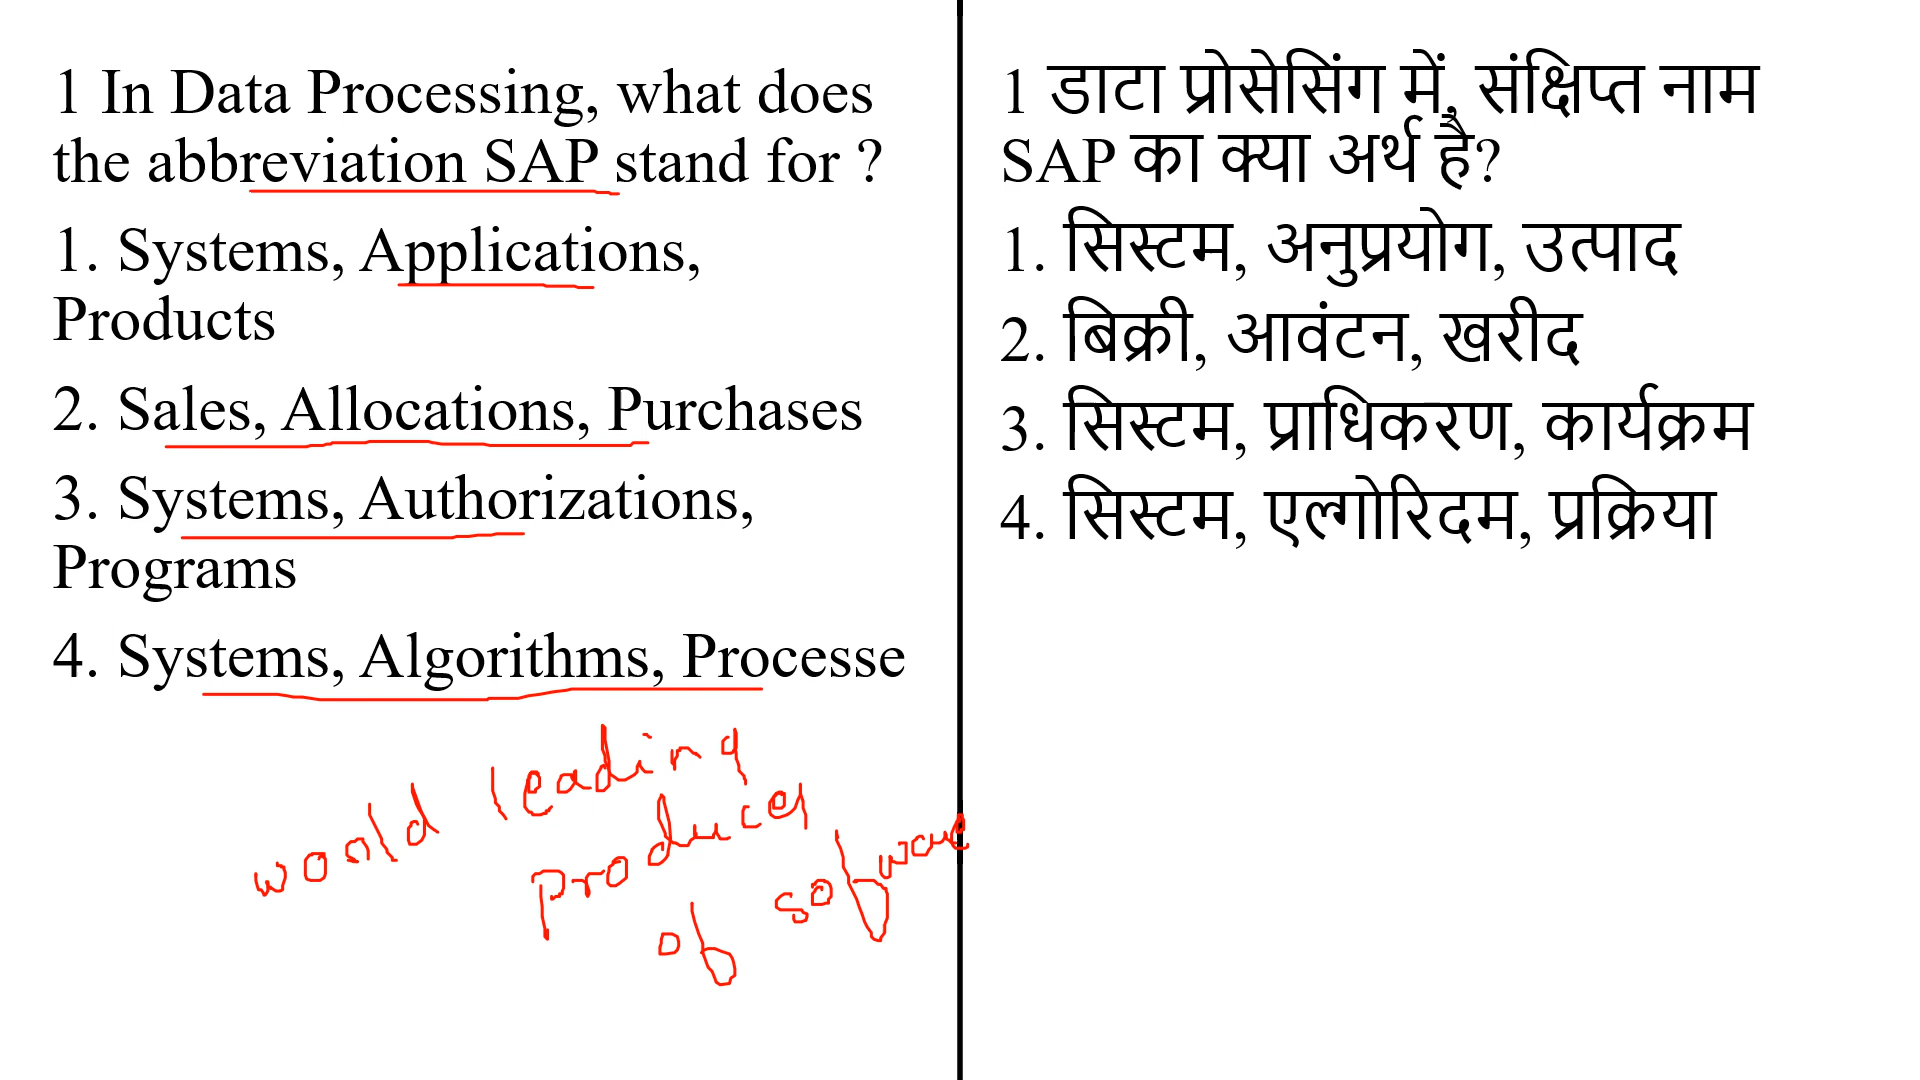 1 In Data Processing, what does
the abbreviation SAP stand for ?
1. Systems, Applications,
Products
2. Sales, Allocations, Purchases
3. Systems, Authorizations,
Programs
4. Systems, Algorithms, Processe
world leading
producer
of sofware
1 डाटा प्रोसेसिंग में, संक्षिप्त नाम
SAP का क्या अर्थ है?
1. सिस्टम, अनुप्रयोग, उत्पाद
2. बिक्री, आवंटन, खरीद
3. सिस्टम, प्राधिकरण, कार्यक्रम
4. सिस्टम, एल्गोरिदम, प्रक्रिया